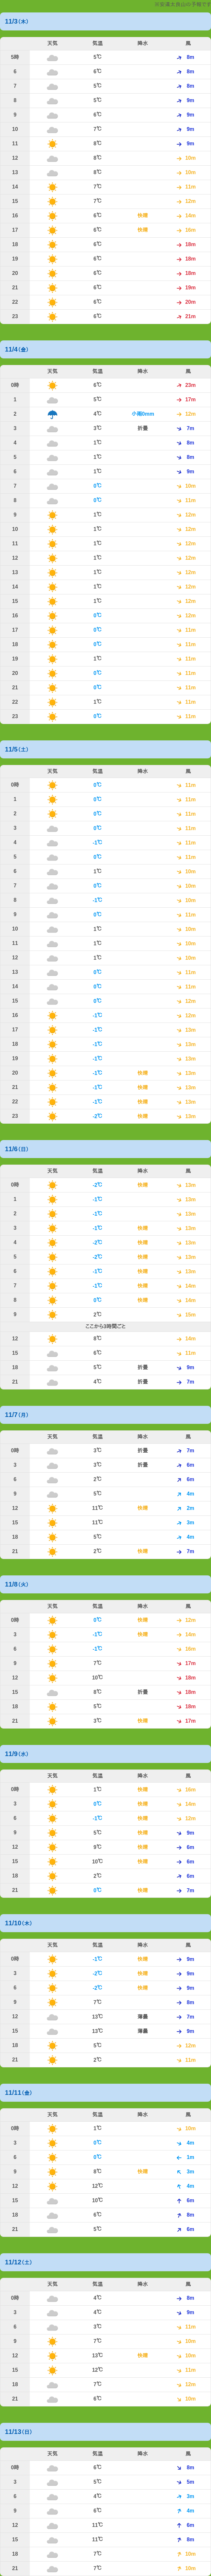 11/3(木)
天気 気温 降水 風
5時 5℃ 8m
6 6℃ 8m
7 5℃ 8m
8 5℃ 9m
9 6℃ 8m
10 7℃ 9m
11 8℃ 9m
12 8℃ 10m
13 8℃ 10m
14 7℃ 11m
15 7℃ 12m
16 6℃ 快晴 14m
17 6℃ 快晴 16m
18 6℃ 18m
19 6℃ 18m
20 6℃ 18m
21 6℃ 19m
22 6℃ 20m
23 6℃ 21m
11/4(金)
天気 気温 降水 風
0時 6℃ 23m
1 5℃ 17m
2 4℃ 小雨0mm 12m
3 3℃ 折曇 7m
4 1℃ 8m
5 1℃ 8m
6 1℃ 9m
7 0℃ 10m
8 0℃ 11m
9 1℃ 12m
10 1℃ 12m
11 1℃ 12m
12 1℃ 12m
13 1℃ 12m
14 1℃ 12m
15 1℃ 12m
16 0℃ 12m
17 0℃ 11m
18 0℃ 11m
19 1℃ 11m
20 0℃ 11m
21 0℃ 11m
22 1℃ 11m
23 0℃ 11m
11/5(土)
天気 気温 降水 風
0時 0℃ 11m
1 0℃ 11m
2 0℃ 11m
3 0℃ 11m
4 -1℃ 11m
5 0℃ 11m
6 1℃ 10m
7 0℃ 10m
8 -1℃ 10m
9 0℃ 11m
10 1℃ 10m
11 1℃ 10m
12 1℃ 10m
13 0℃ 11m
14 0℃ 11m
15 0℃ 12m
16 -1℃ 12m
17 -1℃ 13m
18 -1℃ 13m
19 -1℃ 13m
20 -1℃ 快晴 13m
21 -1℃ 快晴 13m
22 -1℃ 快晴 13m
23 -2℃ 快晴 13m
11/6(日)
天気 気温 降水 風
0時 -2℃ 快晴 13m
1 -1℃ 13m
2 -1℃ 13m
3 -1℃ 快晴 13m
4 -2℃ 快晴 13m
5 -2℃ 快晴 13m
6 -1℃ 快晴 13m
7 -1℃ 快晴 14m
8 0℃ 快晴 14m
9 2℃ 15m
ここから3時間ごと
12 8℃ 14m
15 6℃ 11m
18 5℃ 折曇 9m
21 4℃ 折曇 7m
11/7(月)
天気 気温 降水 風
0時 3℃ 折曇 7m
3 3℃ 折曇 6m
6 2℃ 6m
9 5℃ 4m
12 11℃ 快晴 2m
15 11℃ 3m
18 5℃ 4m
21 2℃ 快晴 7m
11/8(火)
天気 気温 降水 風
0時 0℃ 快晴 12m
3 -1℃ 快晴 14m
6 -1℃ 16m
9 7℃ 17m
12 10℃ 18m
15 8℃ 折曇 18m
18 5℃ 18m
21 3℃ 快晴 17m
11/9(水)
天気 気温 降水 風
0時 1℃ 快晴 16m
3 0℃ 快晴 14m
6 -1℃ 快晴 12m
9 5℃ 快晴 9m
12 9℃ 快晴 6m
15 10℃ 快晴 6m
18 2℃ 快晴 6m
21 0℃ 快晴 7m
11/10(木)
天気 気温 降水 風
0時 -1℃ 快晴 9m
3 -2℃ 快晴 9m
6 -2℃ 快晴 9m
9 7℃ 8m
12 13℃ 薄曇 7m
15 13℃ 薄曇 9m
18 5℃ 12m
21 2℃ 11m
11/11(金)
天気 気温 降水 風
0時 1℃ 10m
3 0℃ 4m
6 0℃ 1m
9 8℃ 快晴 3m
12 12℃ 4m
15 10℃ 6m
18 6℃ 8m
21 5℃ 6m
11/12(土)
天気 気温 降水 風
0時 4℃ 8m
3 4℃ 9m
6 3℃ 11m
9 7℃ 10m
12 13℃ 快晴 10m
15 12℃ 11m
18 7℃ 12m
21 6℃ 10m
11/13(日)
天気 気温 降水 風
0時 6℃ 8m
3 5℃ 5m
6 4℃ 3m
9 6℃ 4m
12 11℃ 6m
15 11℃ 8m
18 7℃ 10m
21 7℃ 10m